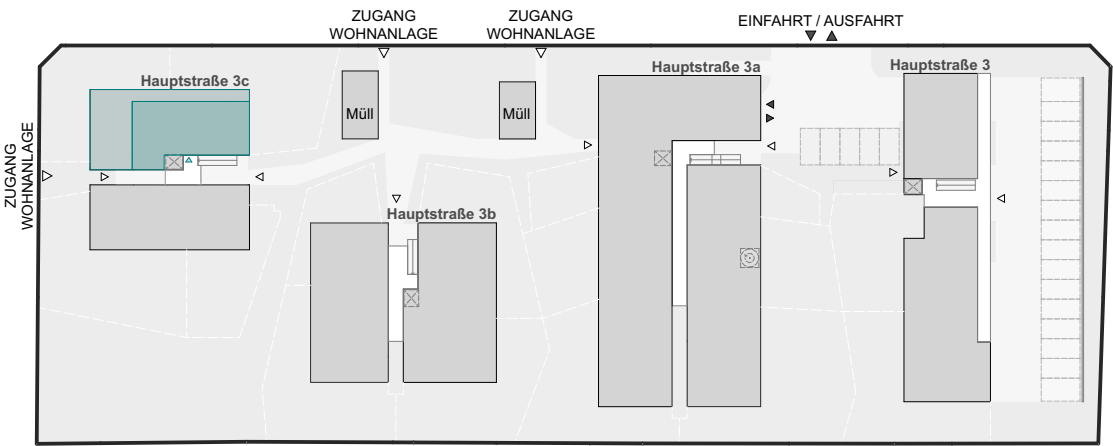 ZUGANG
WOHNANLAGE
ZUGANG
WOHNANLAGE
EINFAHRT / AUSFAHRT
Hauptstraße 3c
Hauptstraße 3a
Hauptstraße 3
Müll
Müll
ZUGANG
WOHNANLAGE
Hauptstraße 3b